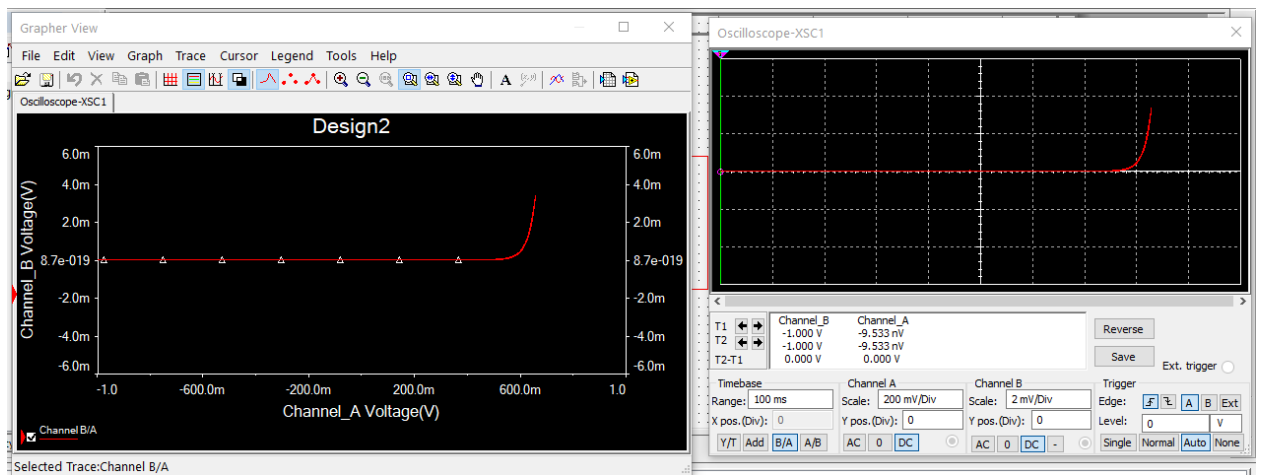 Grapher View
File Edit View Graph Trace Cursor Legend Tools Help
Oscilloscope-XSC1
Design2
6.0m
4.0m
2.0m
8.7e-019
-2.0m
-4.0m
-6.0m
Channel_B Voltage(V)
6.0m
4.0m
2.0m
8.7e-019
-2.0m
-4.0m
-6.0m
-1.0 -600.0m -200.0m 200.0m 600.0m 1.0
Channel_A Voltage(V)
Channel B/A
Selected Trace:Channel B/A
Oscilloscope-XSC1
Channel_B Channel_A
T1 -1.000 V -9.533 nV
T2 -1.000 V -9.533 nV
T2-T1 0.000 V 0.000 V
Reverse
Save
Ext. trigger
Timebase Channel A Channel B Trigger
Range: 100 ms Scale: 200 mV/Div Scale: 2 mV/Div Edge: A B Ext
X pos.(Div): 0 Y pos.(Div): 0 Y pos.(Div): 0 Level: 0 V
Y/T Add B/A A/B AC 0 DC AC 0 DC - Single Normal Auto None